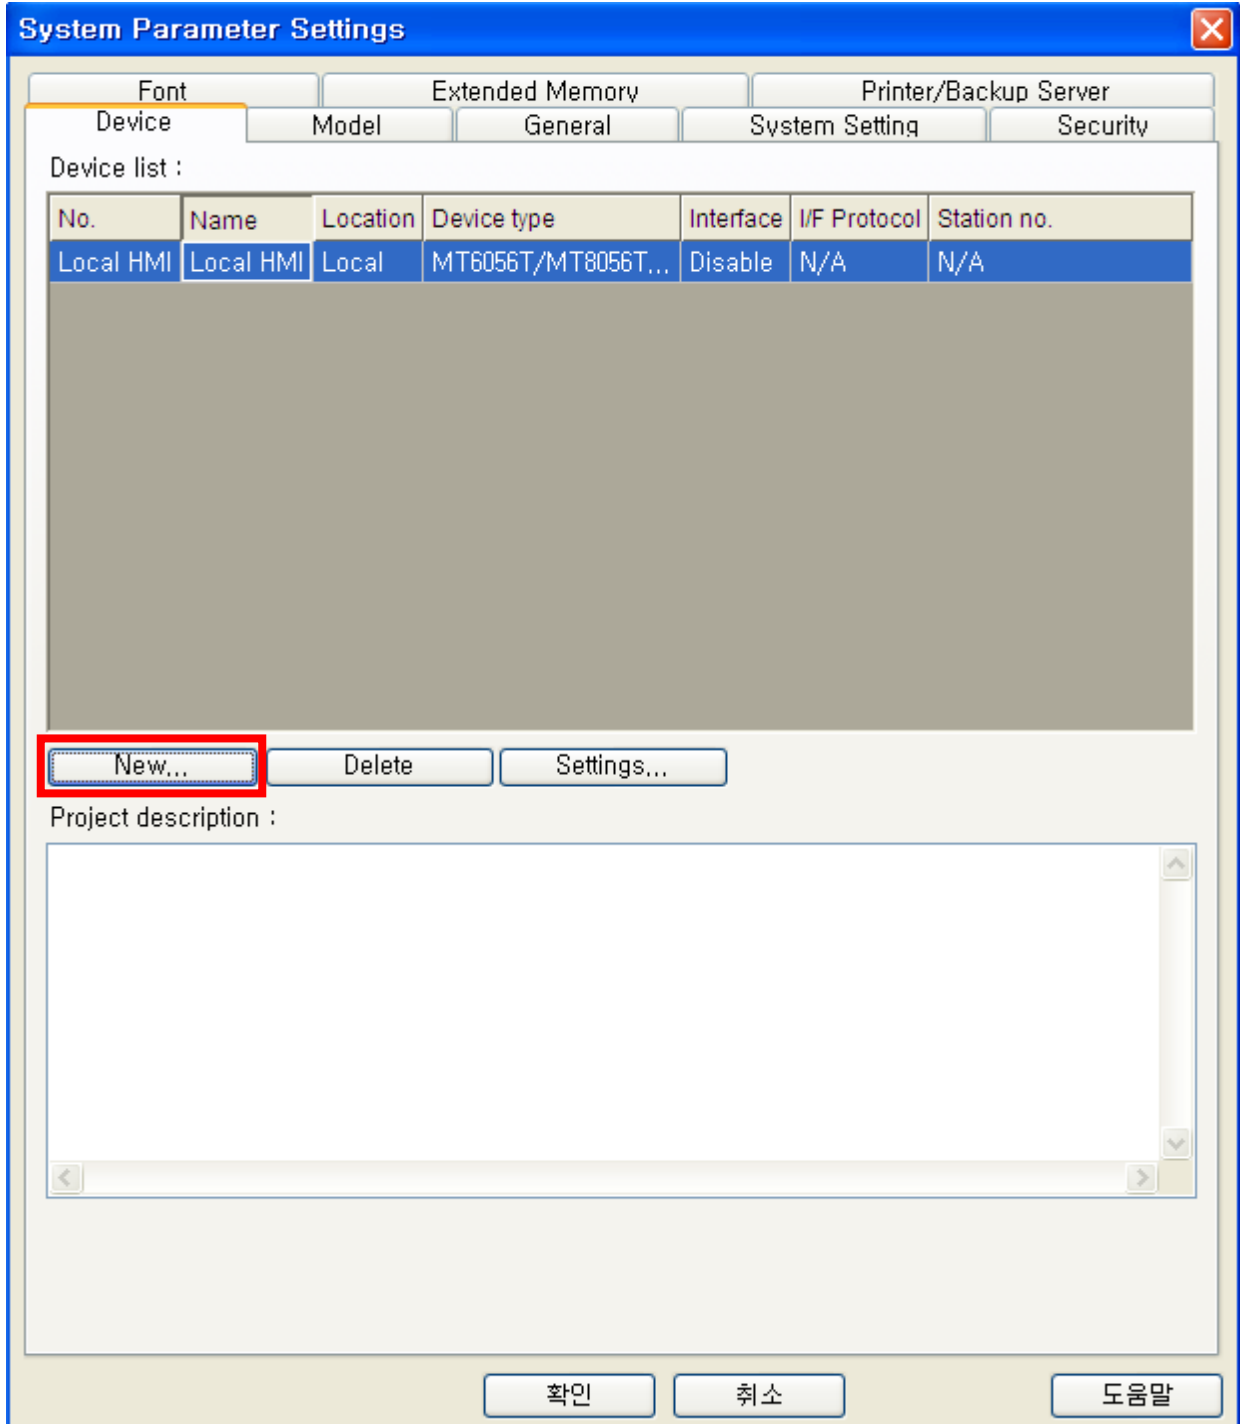 System Parameter Settings
Font Extended Memory Printer/Backup Server
Device Model General System Setting Security
Device list :
No. Name Location Device type Interface I/F Protocol Station no.
Local HMI Local HMI Local MT6056T/MT8056T... Disable N/A N/A
New... Delete Settings...
Project description :
확인 취소 도움말